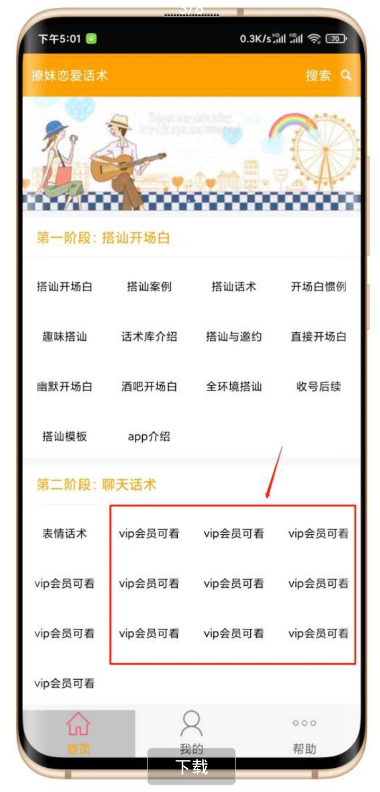 下午5:01
0.3K/s
70
撩妹恋爱话术
搜索
第一阶段: 搭讪开场白
搭讪开场白 搭讪案例 搭讪话术 开场白惯例
趣味搭讪 话术库介绍 搭讪与邀约 直接开场白
幽默开场白 酒吧开场白 全环境搭讪 收号后续
搭讪模板 app介绍
第二阶段: 聊天话术
表情话术 vip会员可看 vip会员可看 vip会员可看
vip会员可看 vip会员可看 vip会员可看 vip会员可看
vip会员可看 vip会员可看 vip会员可看 vip会员可看
vip会员可看
首页 我的 帮助
下载